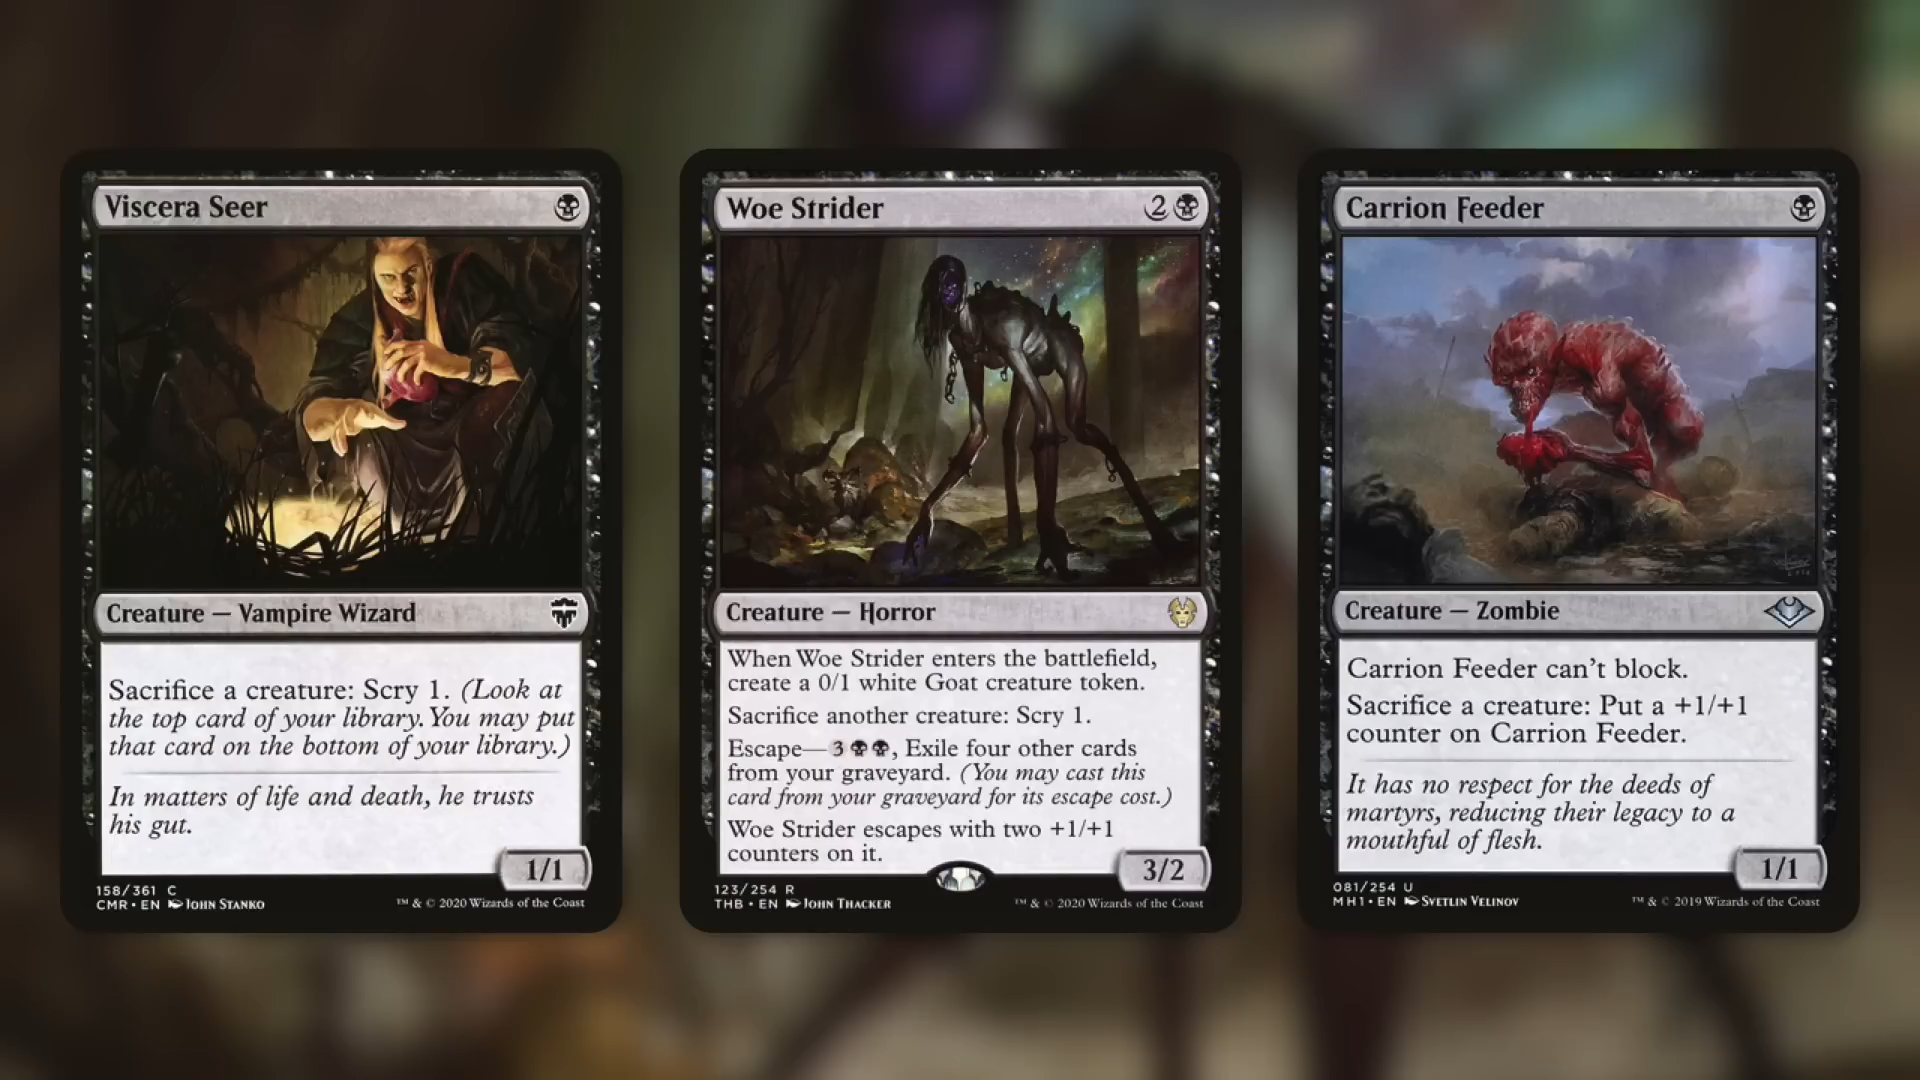 Viscera Seer
Creature — Vampire Wizard
Sacrifice a creature: Scry 1. (Look at
the top card of your library. You may put
that card on the bottom of your library.)
In matters of life and death, he trusts
his gut.
1/1
158/361 C
CMR • EN John Stanko
™ & © 2020 Wizards of the Coast
Woe Strider
2
Creature — Horror
When Woe Strider enters the battlefield,
create a 0/1 white Goat creature token.
Sacrifice another creature: Scry 1.
Escape—3, Exile four other cards
from your graveyard. (You may cast this
card from your graveyard for its escape cost.)
Woe Strider escapes with two +1/+1
counters on it.
3/2
123/254 R
THB • EN John Thacker
™ & © 2020 Wizards of the Coast
Carrion Feeder
Creature — Zombie
Carrion Feeder can't block.
Sacrifice a creature: Put a +1/+1
counter on Carrion Feeder.
It has no respect for the deeds of
martyrs, reducing their legacy to a
mouthful of flesh.
1/1
081/254 U
MH1 • EN Svetlin Velinov
™ & © 2019 Wizards of the Coast